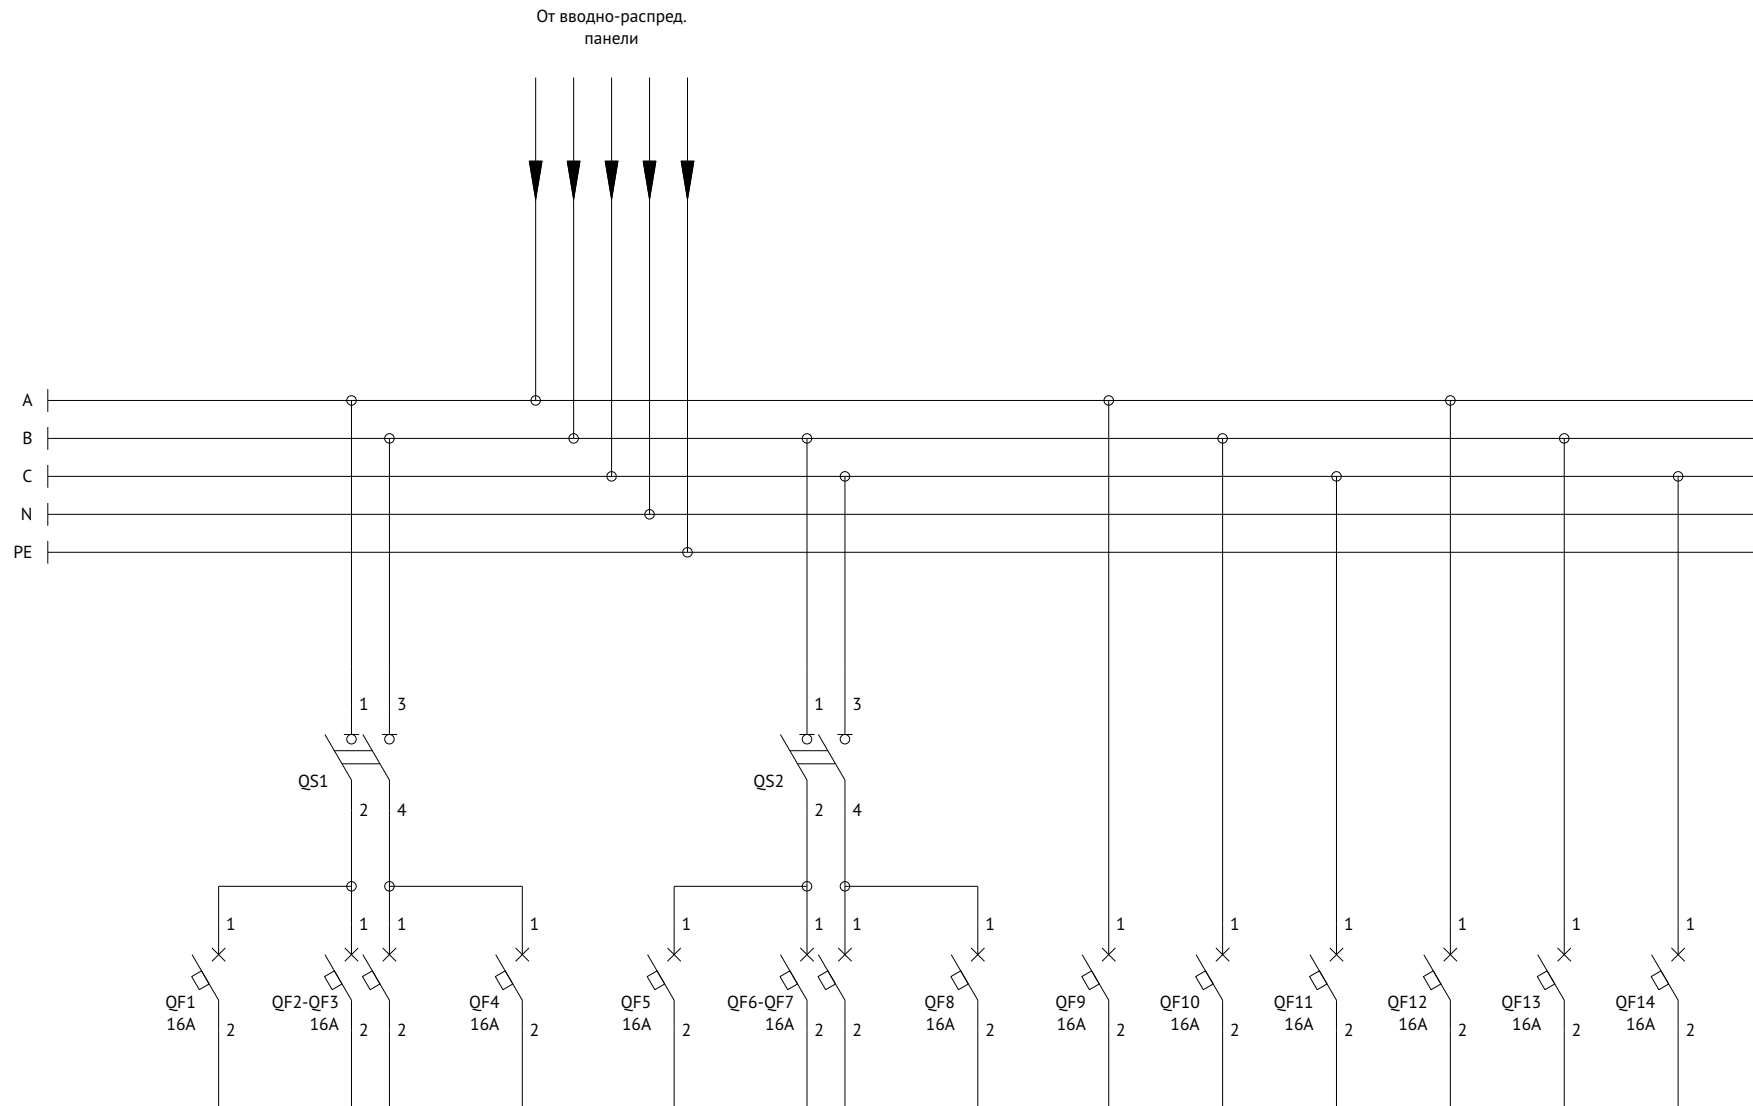 От вводно-распред.
панели
A
B
C
N
PE
1 3 1 3
QS1 QS2
2 4 2 4
1 1 1 1 1 1 1 1 1 1 1 1 1 1
QF1 QF2-QF3 QF4 QF5 QF6-QF7 QF8 QF9 QF10 QF11 QF12 QF13 QF14
16A 16A 16A 16A 16A 16A 16A 16A 16A 16A 16A 16A
2 2 2 2 2 2 2 2 2 2 2 2 2 2